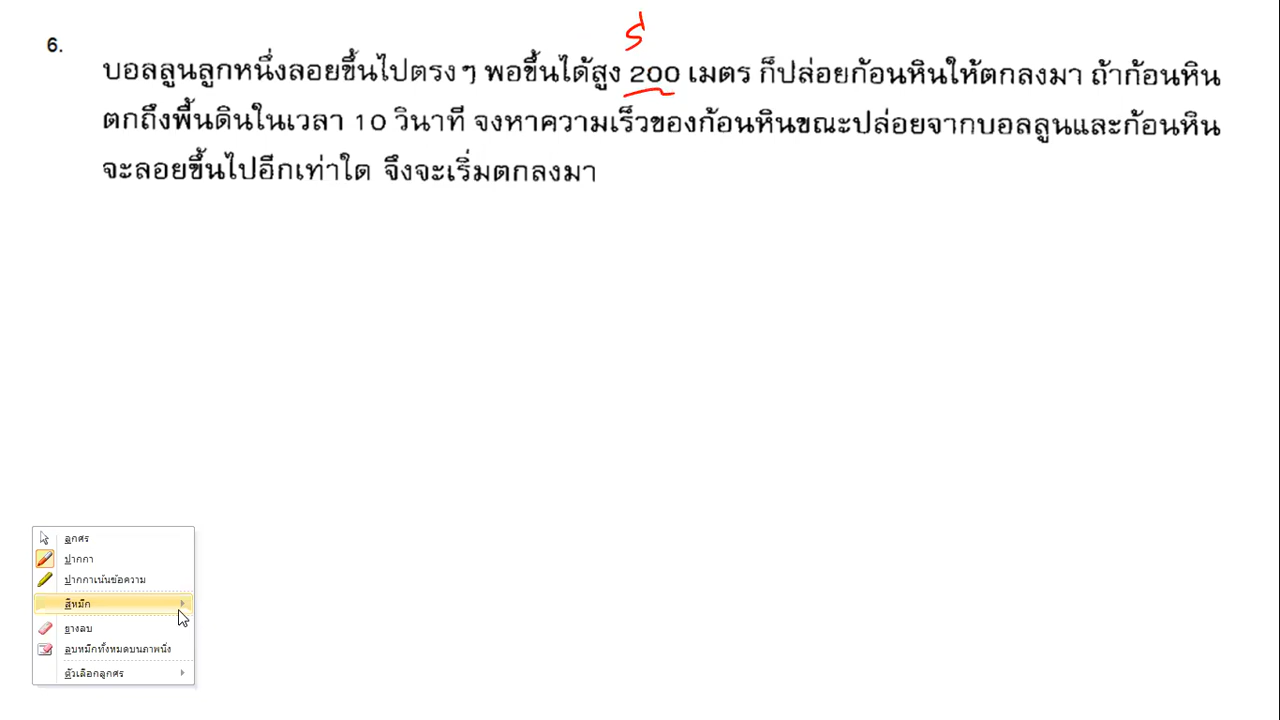 s
6.
บอลลูนลูกหนึ่งลอยขึ้นไปตรงๆ พอขึ้นได้สูง 200 เมตร ก็ปล่อยก้อนหินให้ตกลงมา ถ้าก้อนหิน
ตกถึงพื้นดินในเวลา 10 วินาที จงหาความเร็วของก้อนหินขณะปล่อยจากบอลลูนและก้อนหิน
จะลอยขึ้นไปอีกเท่าใด จึงจะเริ่มตกลงมา
ลูกศร
ปากกา
ปากกาเน้นข้อความ
สีหมึก
ยางลบ
ลบหมึกทั้งหมดบนภาพนิ่ง
ตัวเลือกลูกศร